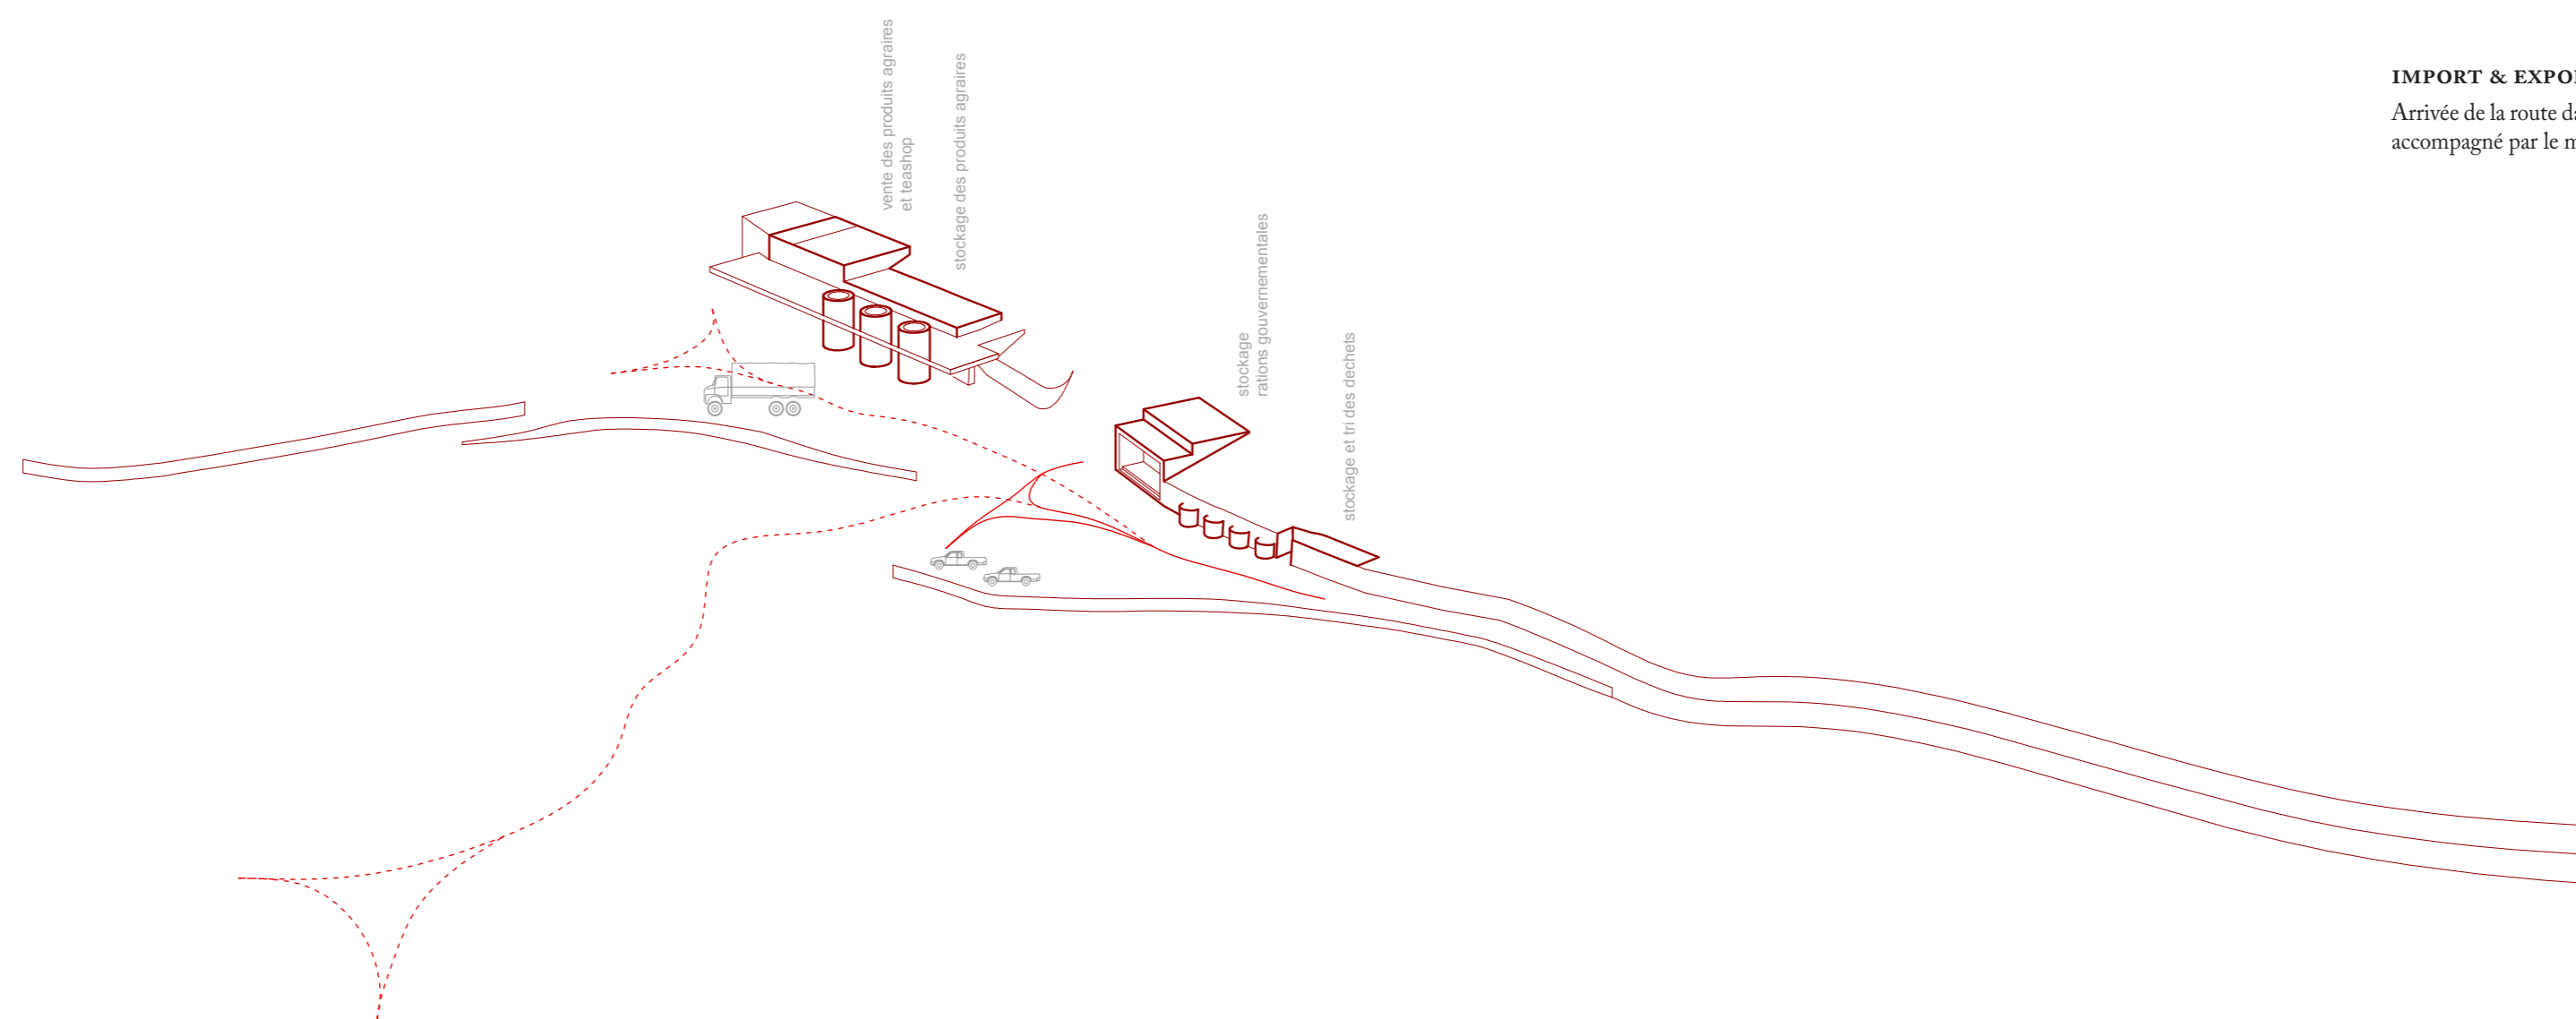 vente des produits agraires
et teashop
stockage des produits agraires
stockage
rations gouvernementales
stockage et tri des dechets
IMPORT &
Arrivée de la route
accompagné par le